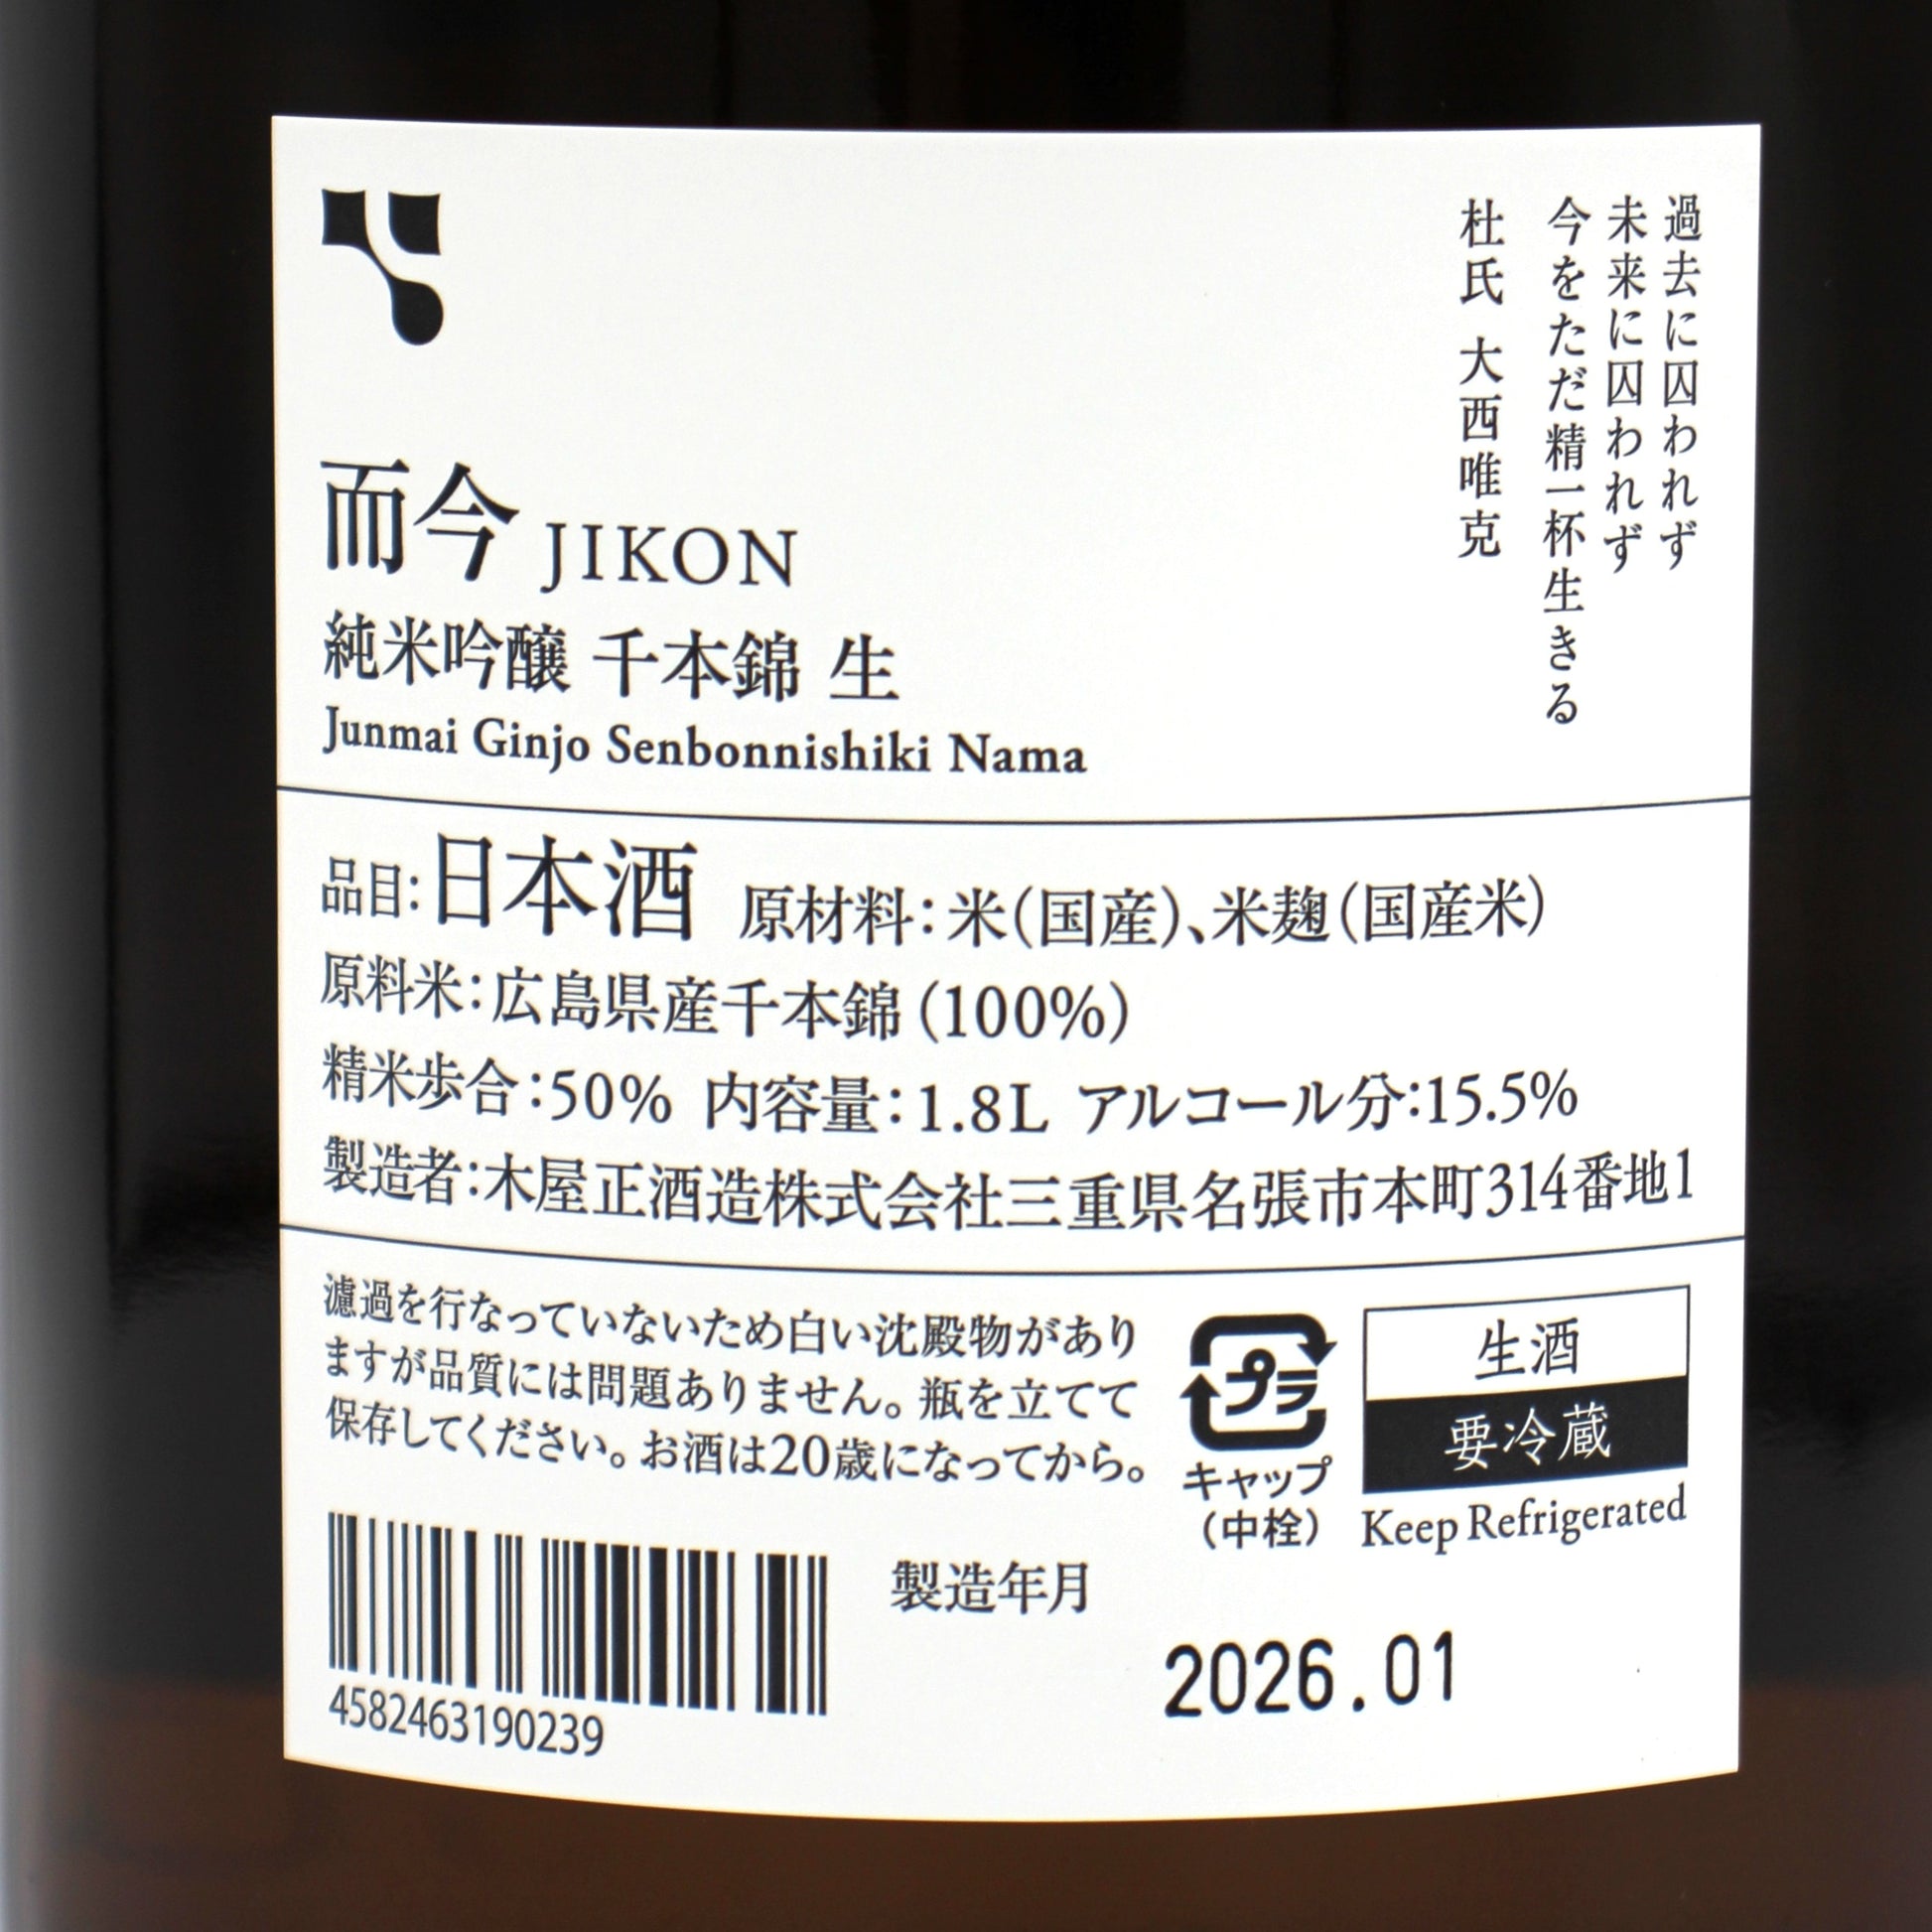 過去に囚われず
未来に囚われず
今をただ精一杯生きる
杜氏 大西唯克
而今 JIKON
純米吟醸 千本錦 生
Junmai Ginjo Senbonnishiki Nama
品目:日本酒 原材料:米(国産)、米麹(国産米)
原料米:広島県産千本錦(100%)
精米歩合:50% 内容量:1.8L アルコール分:15.5%
製造者:木屋正酒造株式会社三重県名張市本町314番地1
濾過を行なっていないため白い沈殿物があり
ますが品質には問題ありません。瓶を立てて
保存してください。お酒は20歳になってから。
プラ
キャップ
(中栓)
生酒
要冷蔵
Keep Refrigerated
製造年月
2026.01
4582463190239